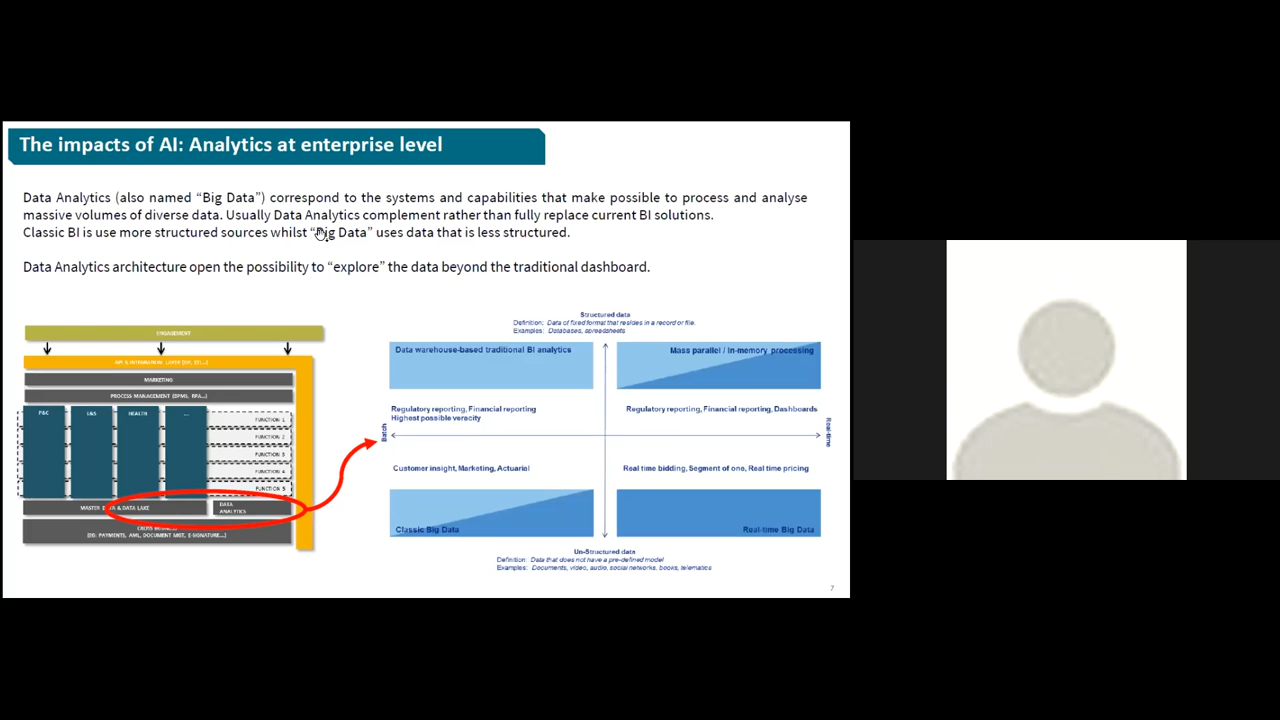 The impacts of AI: Analytics at enterprise level
Data Analytics (also named “Big Data”) correspond to the systems and capabilities that make possible to process and analyse
massive volumes of diverse data. Usually Data Analytics complement rather than fully replace current BI solutions.
Classic BI is use more structured sources whilst “Big Data” uses data that is less structured.
Data Analytics architecture open the possibility to “explore” the data beyond the traditional dashboard.
ENGAGEMENT
MARKETING
PROCESS MANAGEMENT (BPMI, RPA...)
P&C
L&S
HEALTH
...
FUNCTION 1
FUNCTION 2
FUNCTION 3
FUNCTION 4
FUNCTION 5
MASTER DATA & DATA LAKE
DATA
ANALYTICS
CROSS BUSINESS
(EG: PAYMENT), AML, DOCUMENT MGT, E-SIGNATURE...)
Structured data
Definition: Data of fixed format that resides in a record or file.
Examples: Databases, spreadsheets
Data warehouse-based traditional BI analytics
Mass parallel / In-memory processing
Regulatory reporting, Financial reporting
Highest possible veracity
Regulatory reporting, Financial reporting, Dashboards
Batch
Real-time
Customer insight, Marketing, Actuarial
Real time bidding, Segment of one, Real time pricing
Classic Big Data
Real-time Big Data
Un-Structured data
Definition: Data that does not have a pre-defined model
Examples: Documents, video, audio, social networks, books, telematics
7